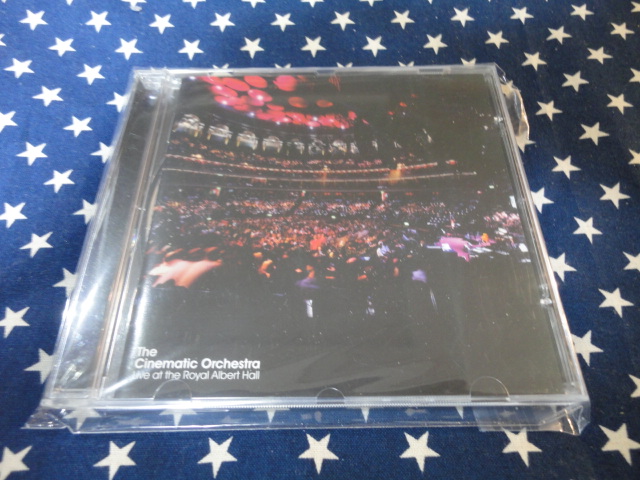 The
Cinematic Orchestra
Live at the Royal Albert Hall